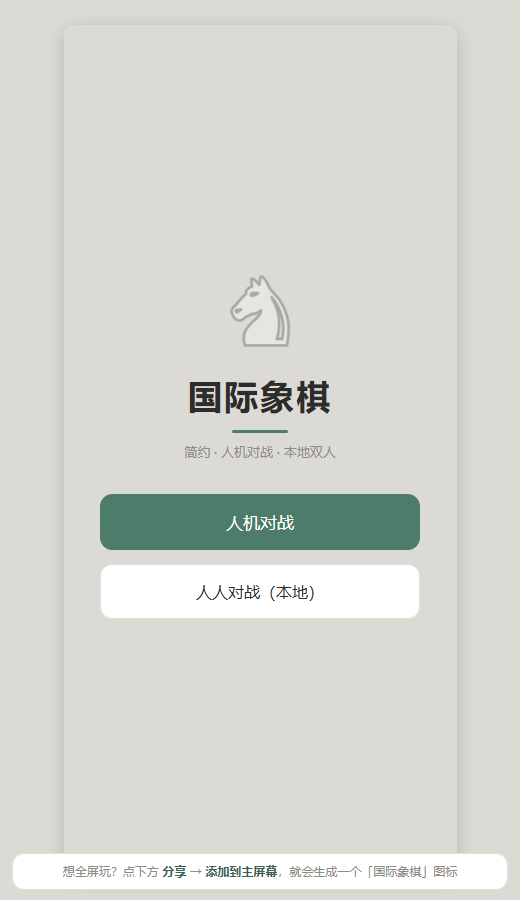 国际象棋
简约 · 人机对战 · 本地双人
人机对战
人人对战（本地）
想全屏玩？点下方 分享 → 添加到主屏幕，就会生成一个「国际象棋」图标